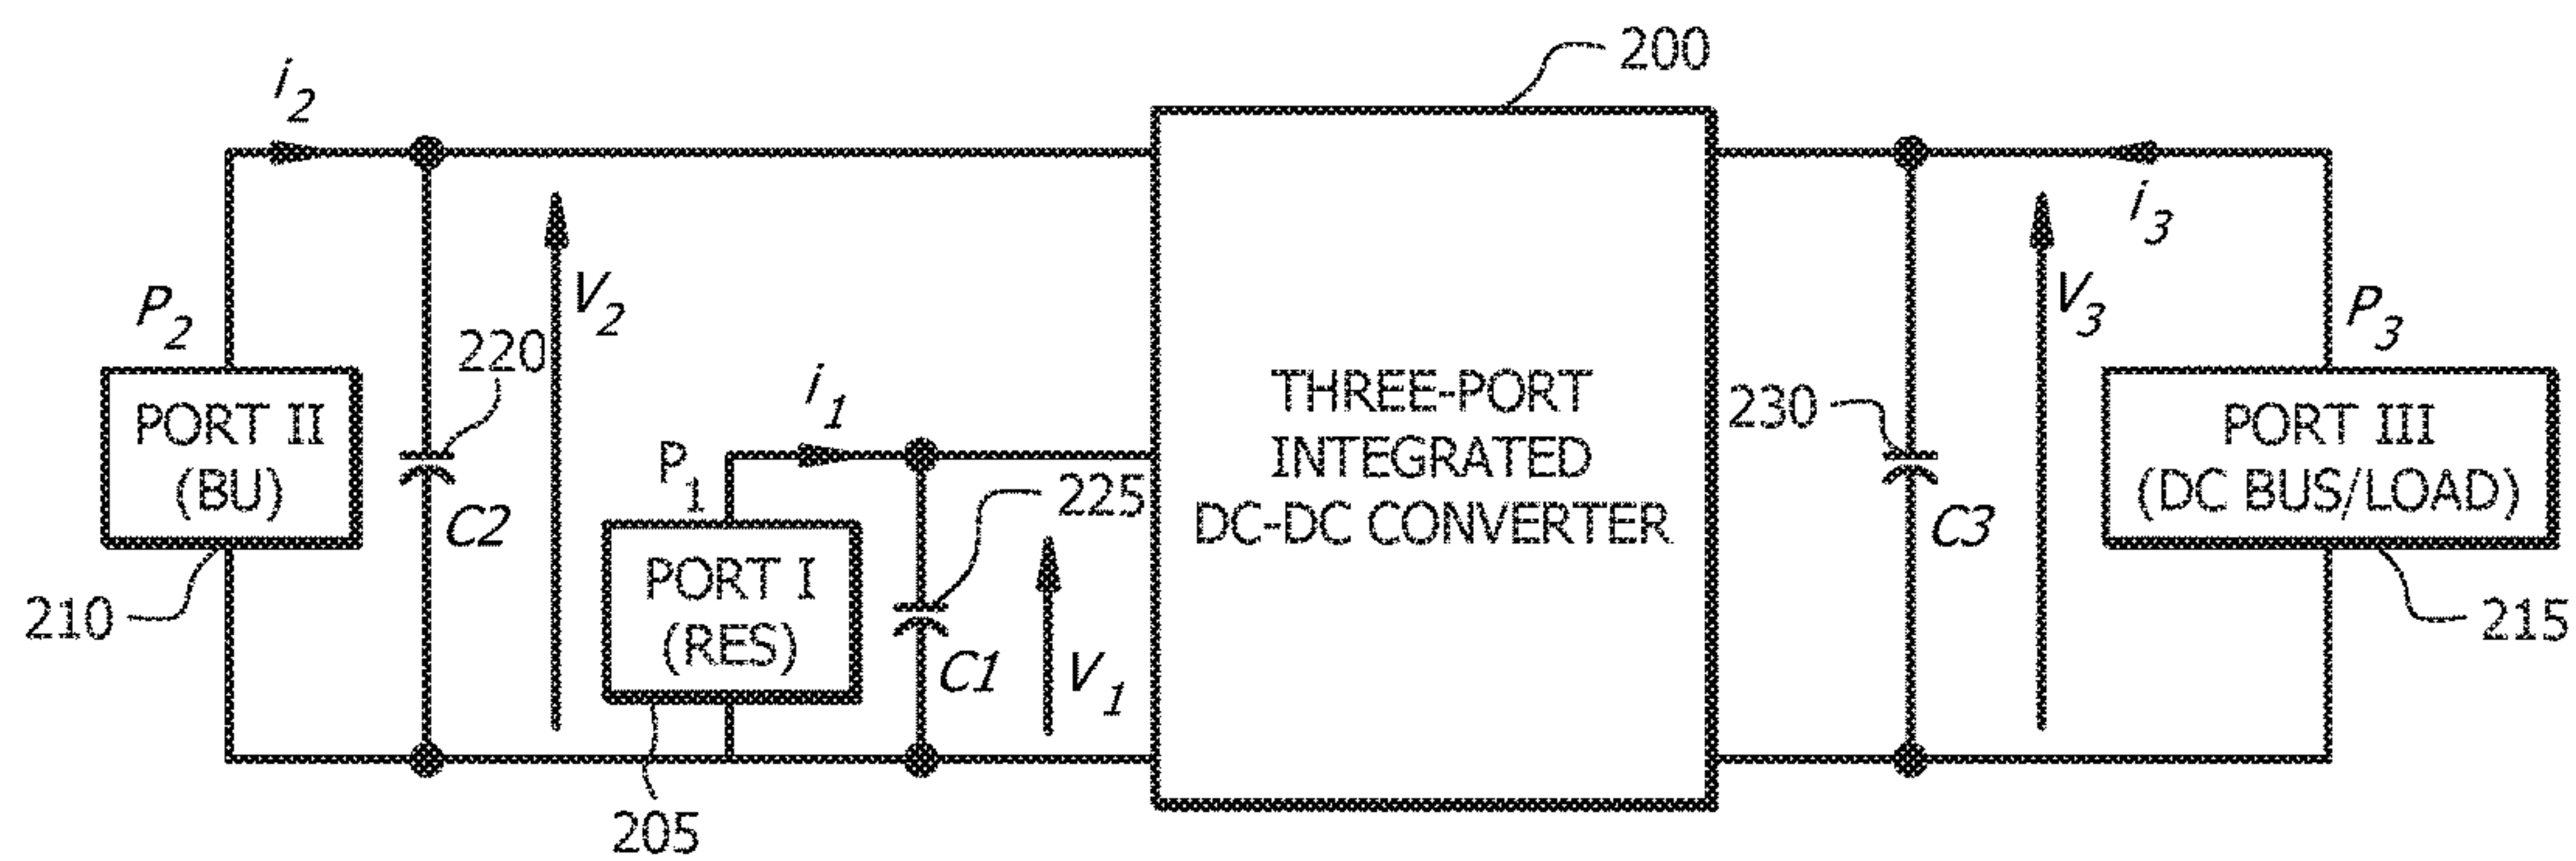 200
i2
i3
V2
V3
P2
P3
220
PORT II
(BU)
i1
THREE-PORT
INTEGRATED
DC-DC CONVERTER
230
PORT III
(DC BUS/LOAD)
P1
225
C2
C3
PORT I
(RES)
210
215
C1
V1
205